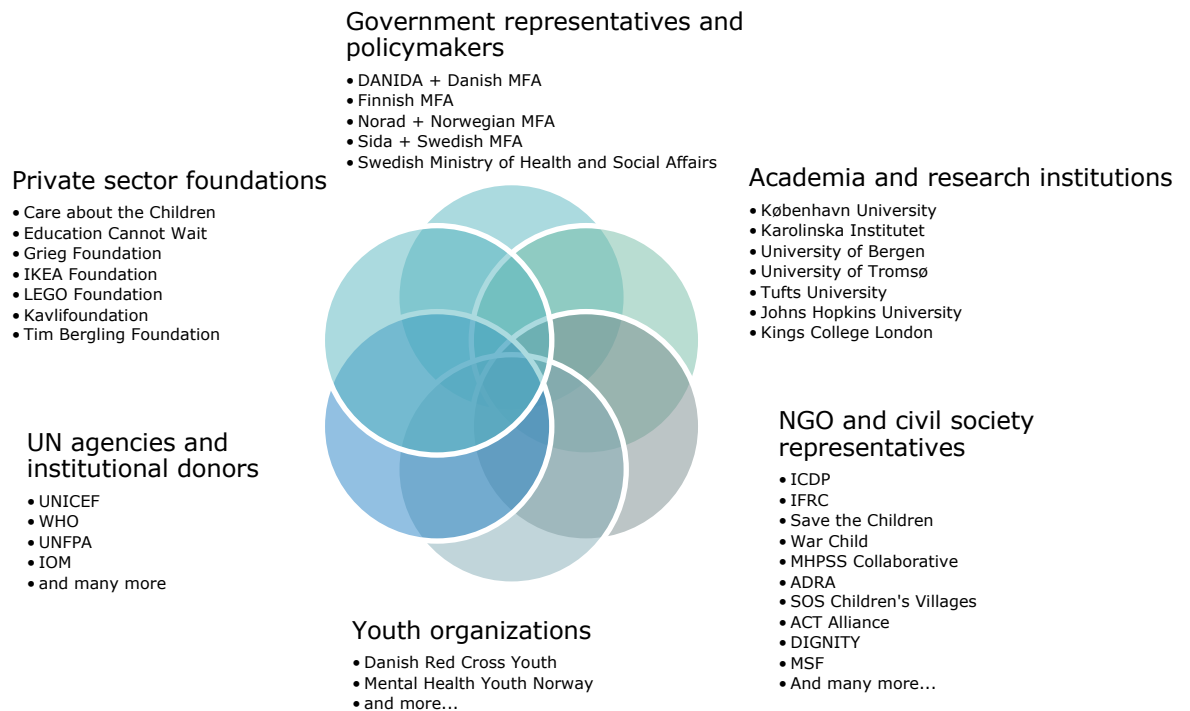 Government representatives and
policymakers
• DANIDA + Danish MFA
• Finnish MFA
• Norad + Norwegian MFA
• Sida + Swedish MFA
• Swedish Ministry of Health and Social Affairs
Private sector foundations
• Care about the Children
• Education Cannot Wait
• Grieg Foundation
• IKEA Foundation
• LEGO Foundation
• Kavlifoundation
• Tim Bergling Foundation
Academia and research institutions
• København University
• Karolinska Institutet
• University of Bergen
• University of Tromsø
• Tufts University
• Johns Hopkins University
• Kings College London
UN agencies and
institutional donors
• UNICEF
• WHO
• UNFPA
• IOM
• and many more
NGO and civil society
representatives
• ICDP
• IFRC
• Save the Children
• War Child
• MHPSS Collaborative
• ADRA
• SOS Children's Villages
• ACT Alliance
• DIGNITY
• MSF
• And many more...
Youth organizations
• Danish Red Cross Youth
• Mental Health Youth Norway
• and more...